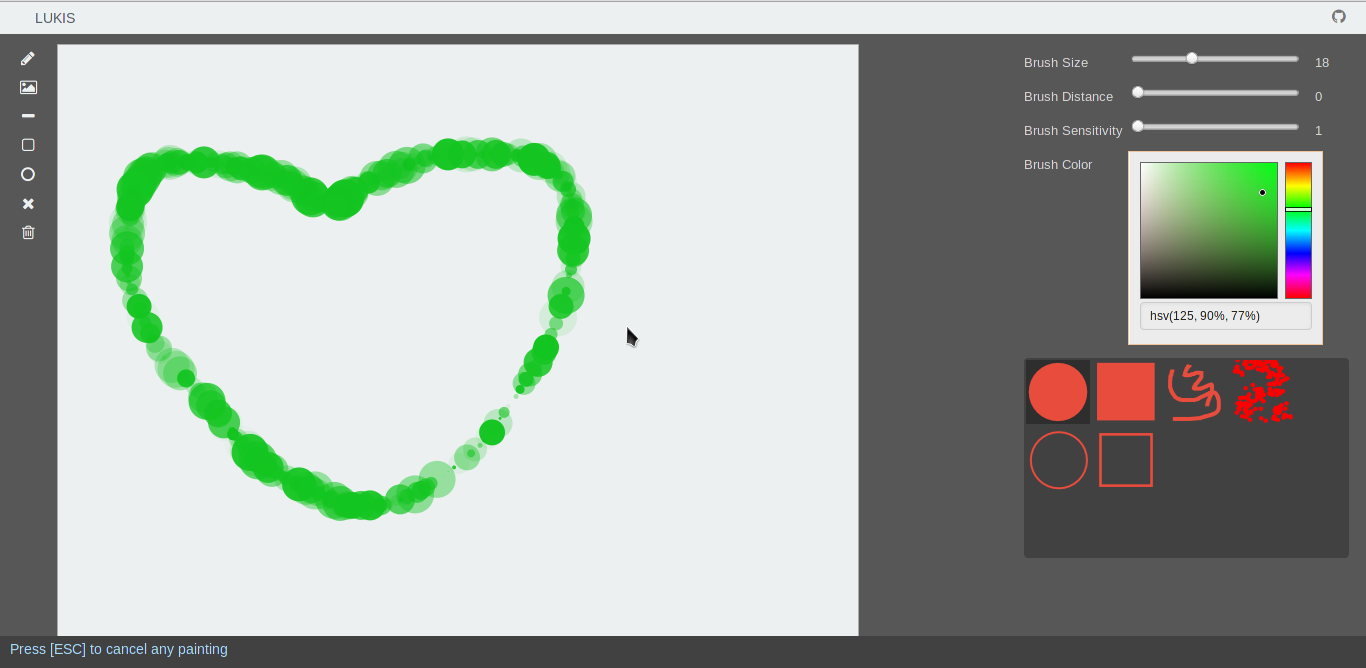 LUKIS
Brush Size 18
Brush Distance 0
Brush Sensitivity 1
Brush Color
hsv(125, 90%, 77%)
Press [ESC] to cancel any painting